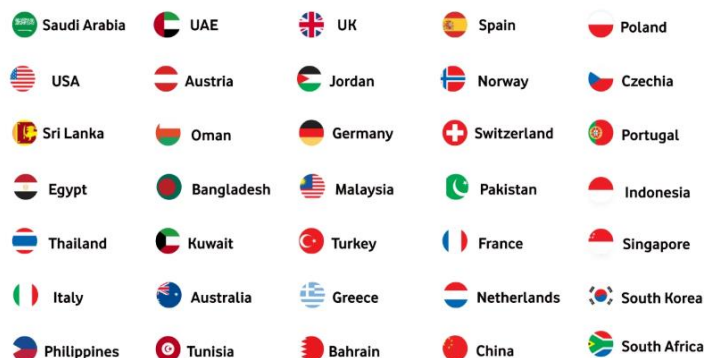 Saudi Arabia UAE UK Spain Poland
USA Austria Jordan Norway Czechia
Sri Lanka Oman Germany Switzerland Portugal
Egypt Bangladesh Malaysia Pakistan Indonesia
Thailand Kuwait Turkey France Singapore
Italy Australia Greece Netherlands South Korea
Philippines Tunisia Bahrain China South Africa